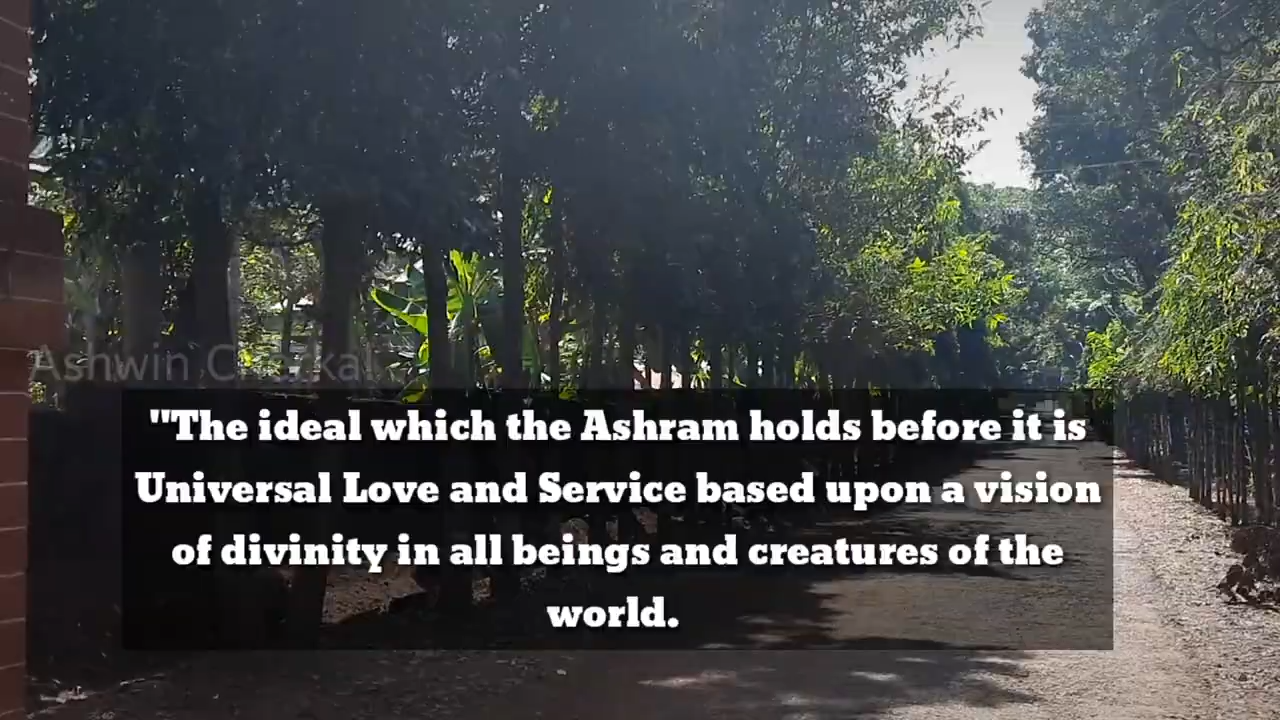 Ashwin
"The ideal which the Ashram holds before it is
Universal Love and Service based upon a vision
of divinity in all beings and creatures of the
world.